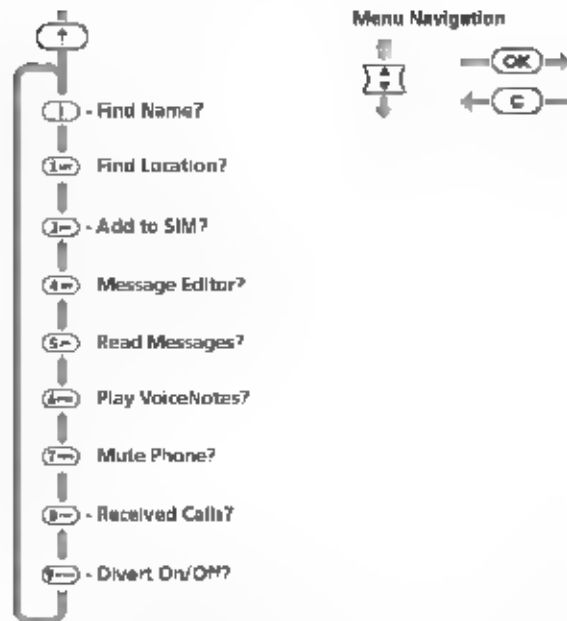 Menu Navigation
OK
C
- Find Name?
Find Location?
- Add to SIM?
Message Editor?
Read Messages?
Play VoiceNotes?
Mute Phone?
- Received Calls?
- Divert On/Off?